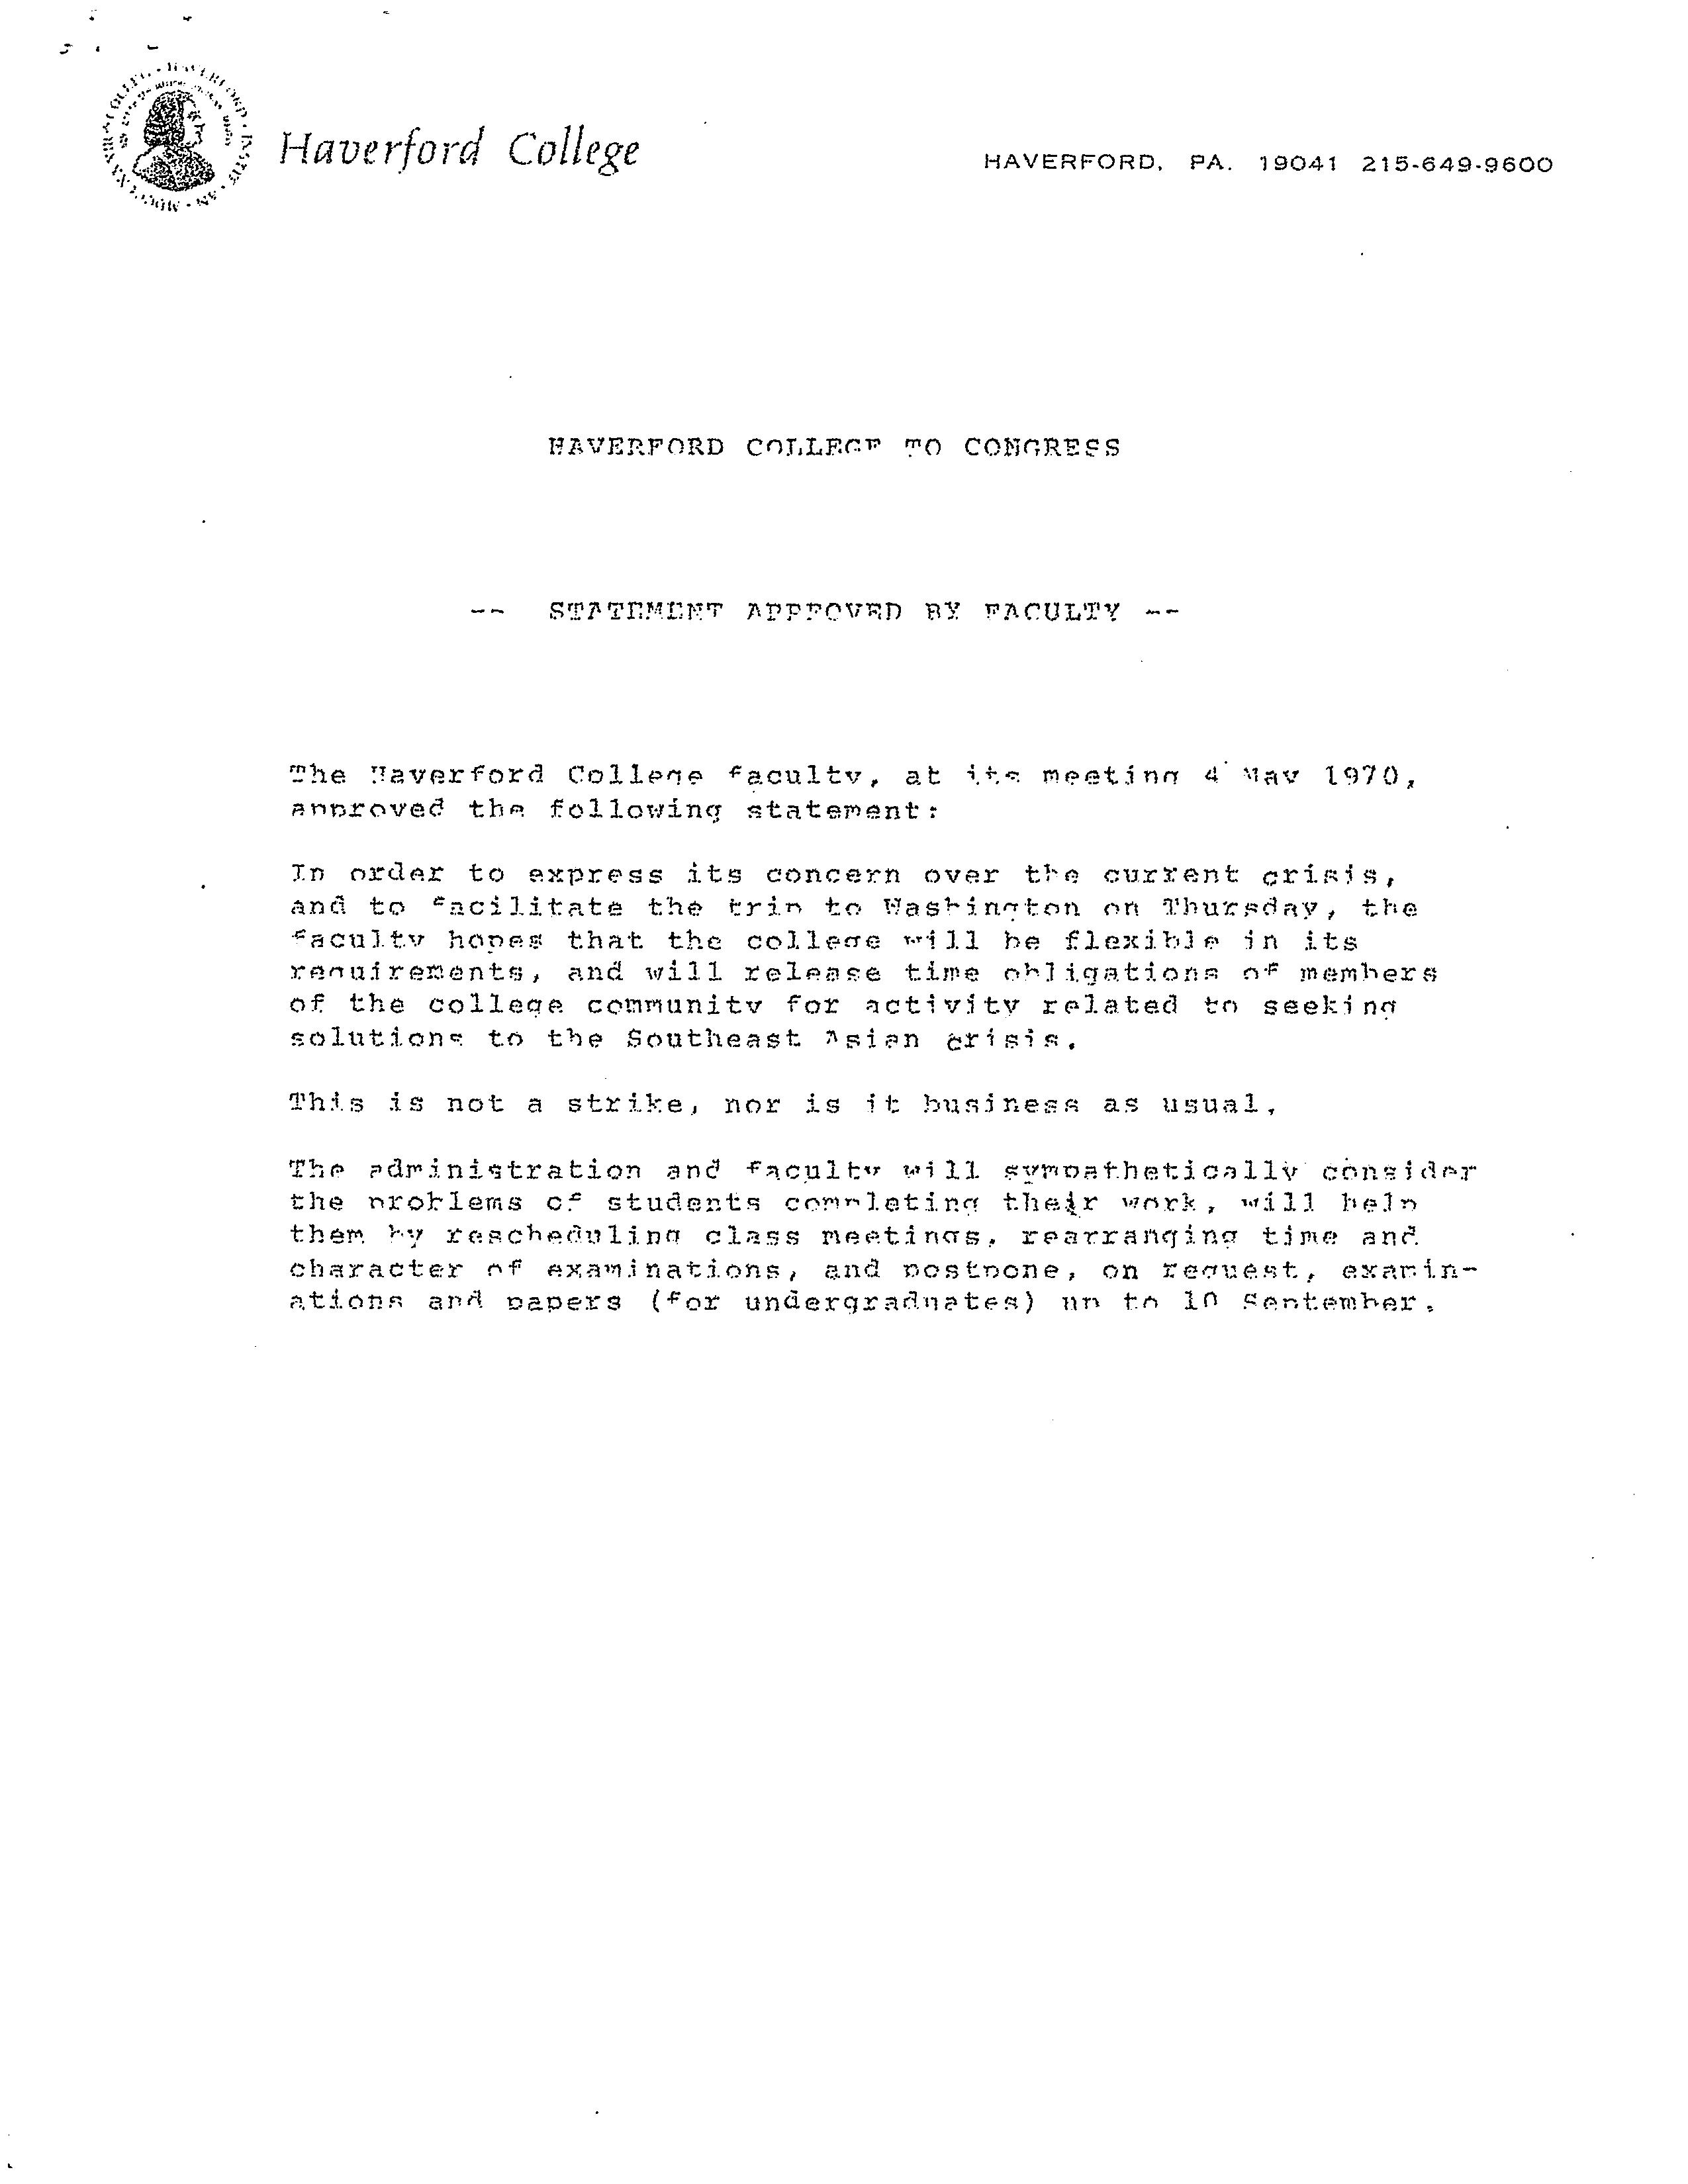 Haverford College
HAVERFORD, PA. 19041 215-649-9600
HAVERFORD COLLEGE TO CONGRESS
-- STATEMENT APPROVED BY FACULTY --
The Haverford College faculty, at its meeting 4 May 1970,
approved the following statement:
In order to express its concern over the current crisis,
and to facilitate the trip to Washington on Thursday, the
faculty hopes that the college will be flexible in its
requirements, and will release time obligations of members
of the college community for activity related to seeking
solutions to the Southeast Asian crisis.
This is not a strike, nor is it business as usual.
The administration and faculty will sympathetically consider
the problems of students completing their work, will help
them by rescheduling class meetings, rearranging time and
character of examinations, and postpone, on request, examin-
ations and papers (for undergraduates) up to 10 September.